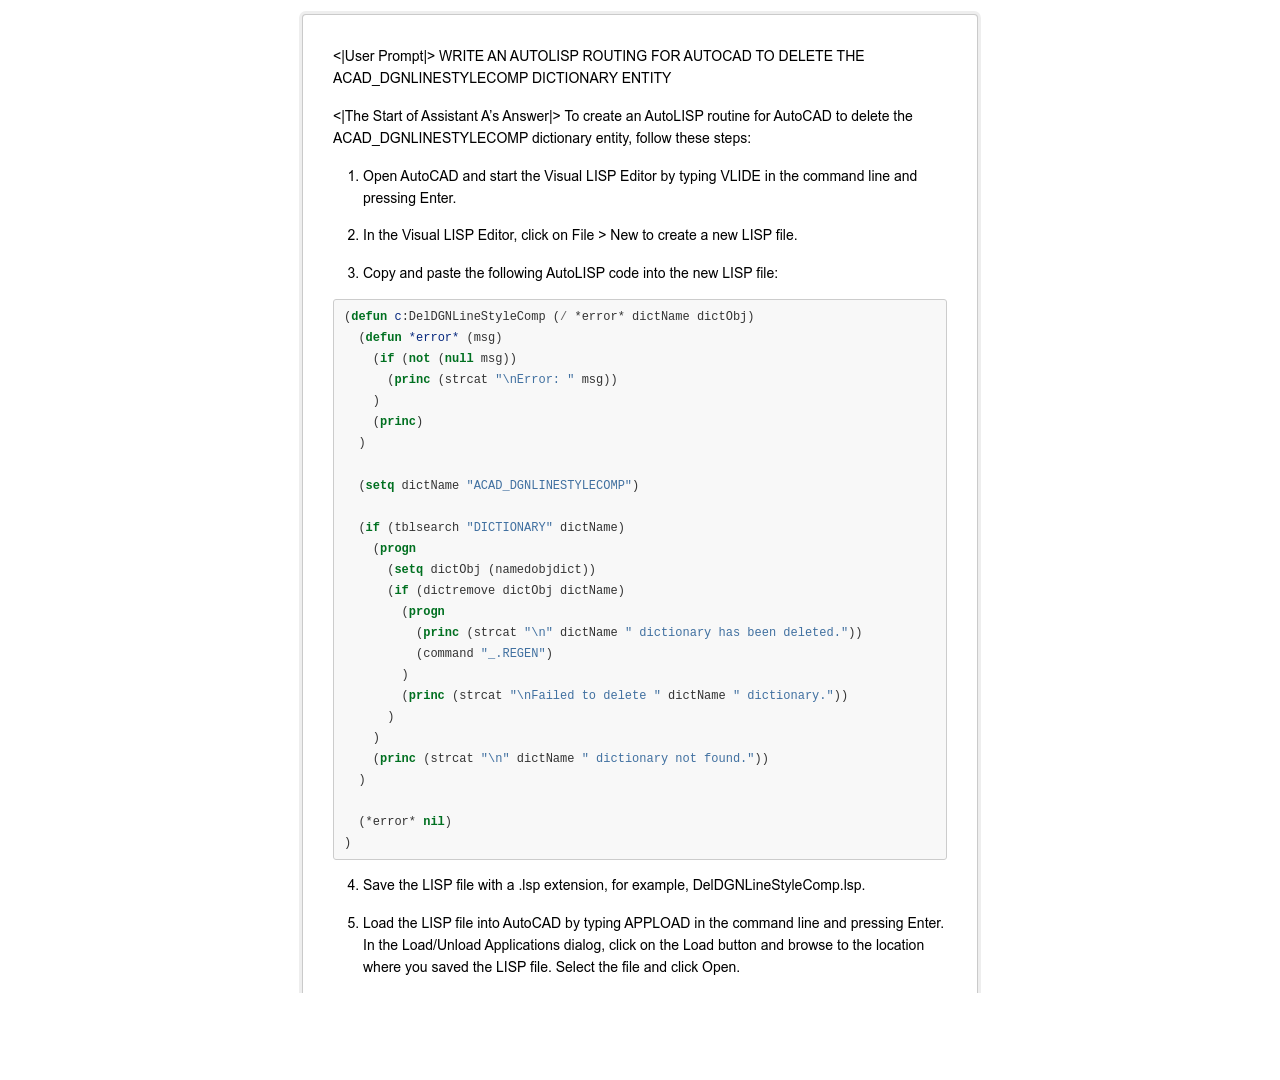 <|User Prompt|> WRITE AN AUTOLISP ROUTING FOR AUTOCAD TO DELETE THE
ACAD_DGNLINESTYLECOMP DICTIONARY ENTITY
<|The Start of Assistant A’s Answer|> To create an AutoLISP routine for AutoCAD to delete the
ACAD_DGNLINESTYLECOMP dictionary entity, follow these steps:
1. Open AutoCAD and start the Visual LISP Editor by typing VLIDE in the command line and
pressing Enter.
2. In the Visual LISP Editor, click on File > New to create a new LISP file.
3. Copy and paste the following AutoLISP code into the new LISP file:
(defun c:DelDGNLineStyleComp (/ *error* dictName dictObj)
  (defun *error* (msg)
    (if (not (null msg))
      (princ (strcat "\nError: " msg))
    )
    (princ)
  )
  (setq dictName "ACAD_DGNLINESTYLECOMP")
  (if (tblsearch "DICTIONARY" dictName)
    (progn
      (setq dictObj (namedobjdict))
      (if (dictremove dictObj dictName)
        (progn
          (princ (strcat "\n" dictName " dictionary has been deleted."))
          (command "_.REGEN")
        )
        (princ (strcat "\nFailed to delete " dictName " dictionary."))
      )
    )
    (princ (strcat "\n" dictName " dictionary not found."))
  )
  (*error* nil)
)
4. Save the LISP file with a .lsp extension, for example, DelDGNLineStyleComp.lsp.
5. Load the LISP file into AutoCAD by typing APPLOAD in the command line and pressing Enter.
In the Load/Unload Applications dialog, click on the Load button and browse to the location
where you saved the LISP file. Select the file and click Open.